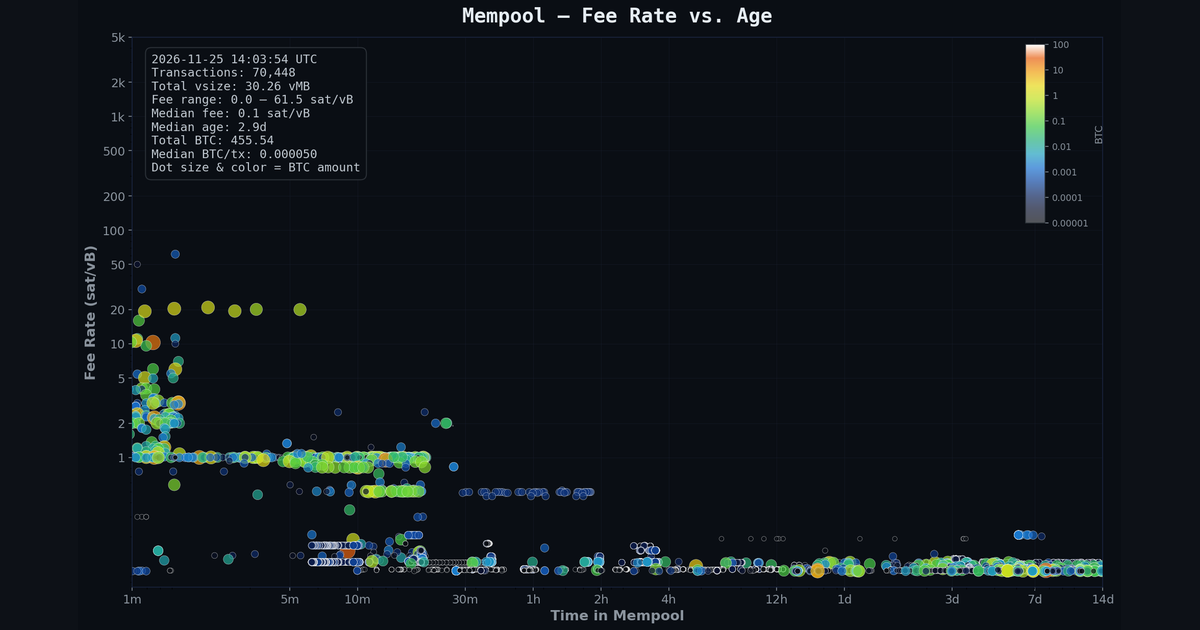 Mempool — Fee Rate vs. Age
2026-11-25 14:03:54 UTC
Transactions: 70,448
Total vsize: 30.26 vMB
Fee range: 0.0 – 61.5 sat/vB
Median fee: 0.1 sat/vB
Median age: 2.9d
Total BTC: 455.54
Median BTC/tx: 0.000050
Dot size & color = BTC amount
100
10
1
0.1
0.01
0.001
0.0001
0.00001
BTC
Fee Rate (sat/vB)
5k
2k
1k
500
200
100
50
20
10
5
2
1
1m
5m
10m
30m
1h
2h
4h
12h
1d
3d
7d
14d
Time in Mempool